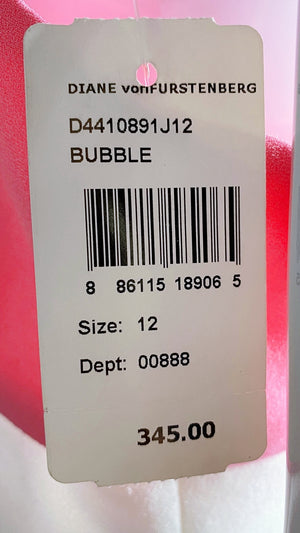 DIANE vonFURSTENBERG
D4410891J12
BUBBLE
8 86115 18906 5
Size: 12
Dept: 00888
345.00